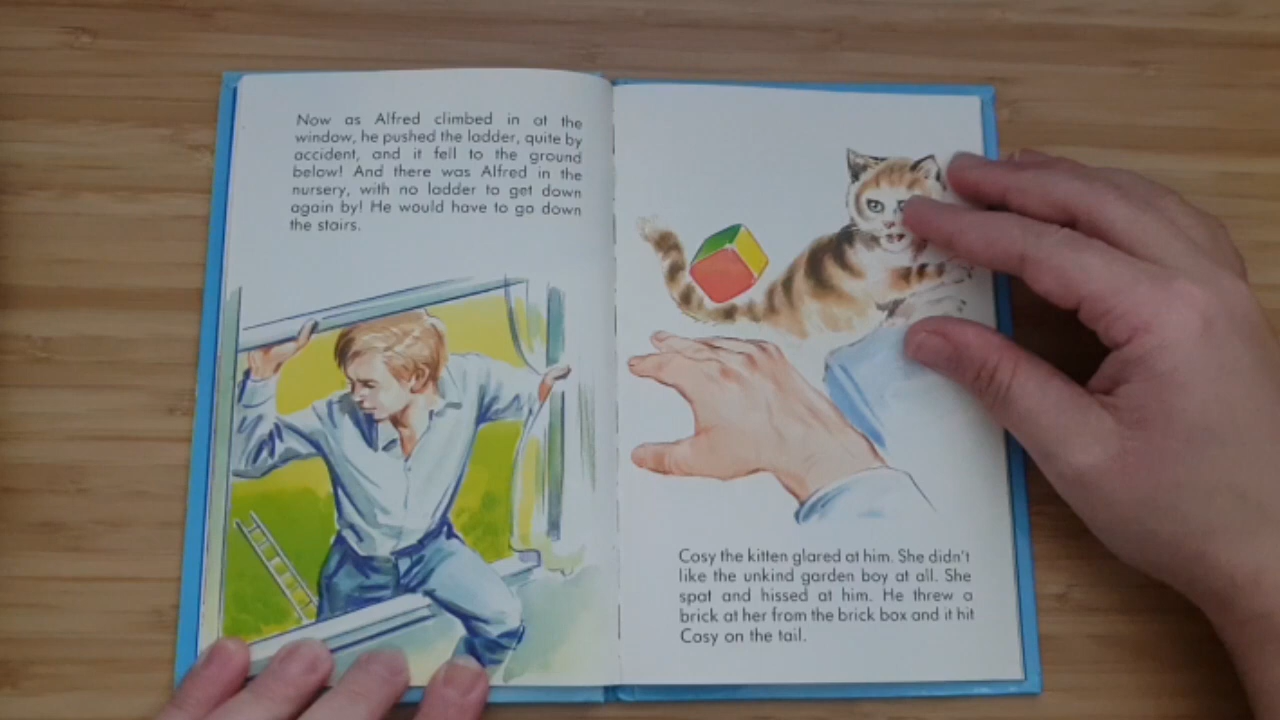 Now as Alfred climbed in at the
window, he pushed the ladder, quite by
accident, and it fell to the ground
below! And there was Alfred in the
nursery, with no ladder to get down
again by! He would have to go down
the stairs.
Cosy the kitten glared at him. She didn't
like the unkind garden boy at all. She
spat and hissed at him. He threw a
brick at her from the brick box and it hit
Cosy on the tail.